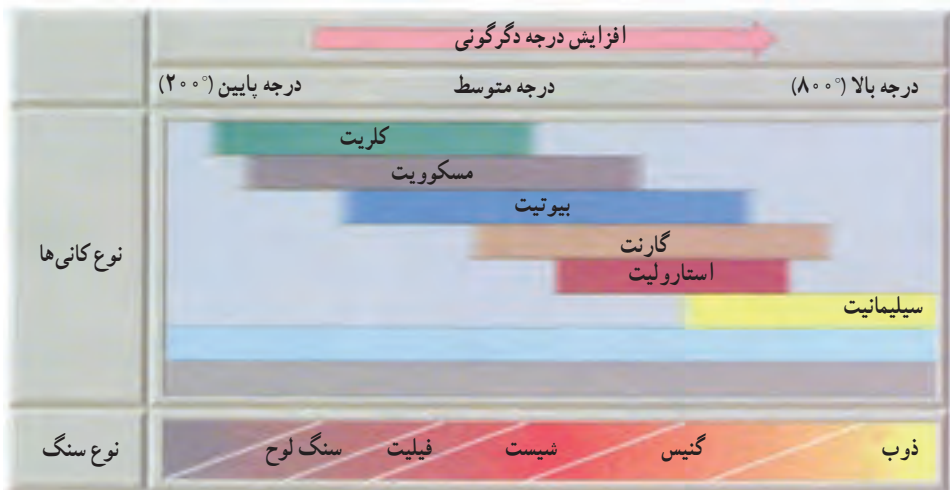 افزایش درجه دگرگونی
درجه بالا (۸۰۰°) درجه متوسط درجه پایین (۲۰۰°)
نوع کانی‌ها
کلریت
مسکوویت
بیوتیت
گارنت
استارولیت
سیلیمانیت
نوع سنگ
سنگ لوح فیلیت شیست گنیس ذوب